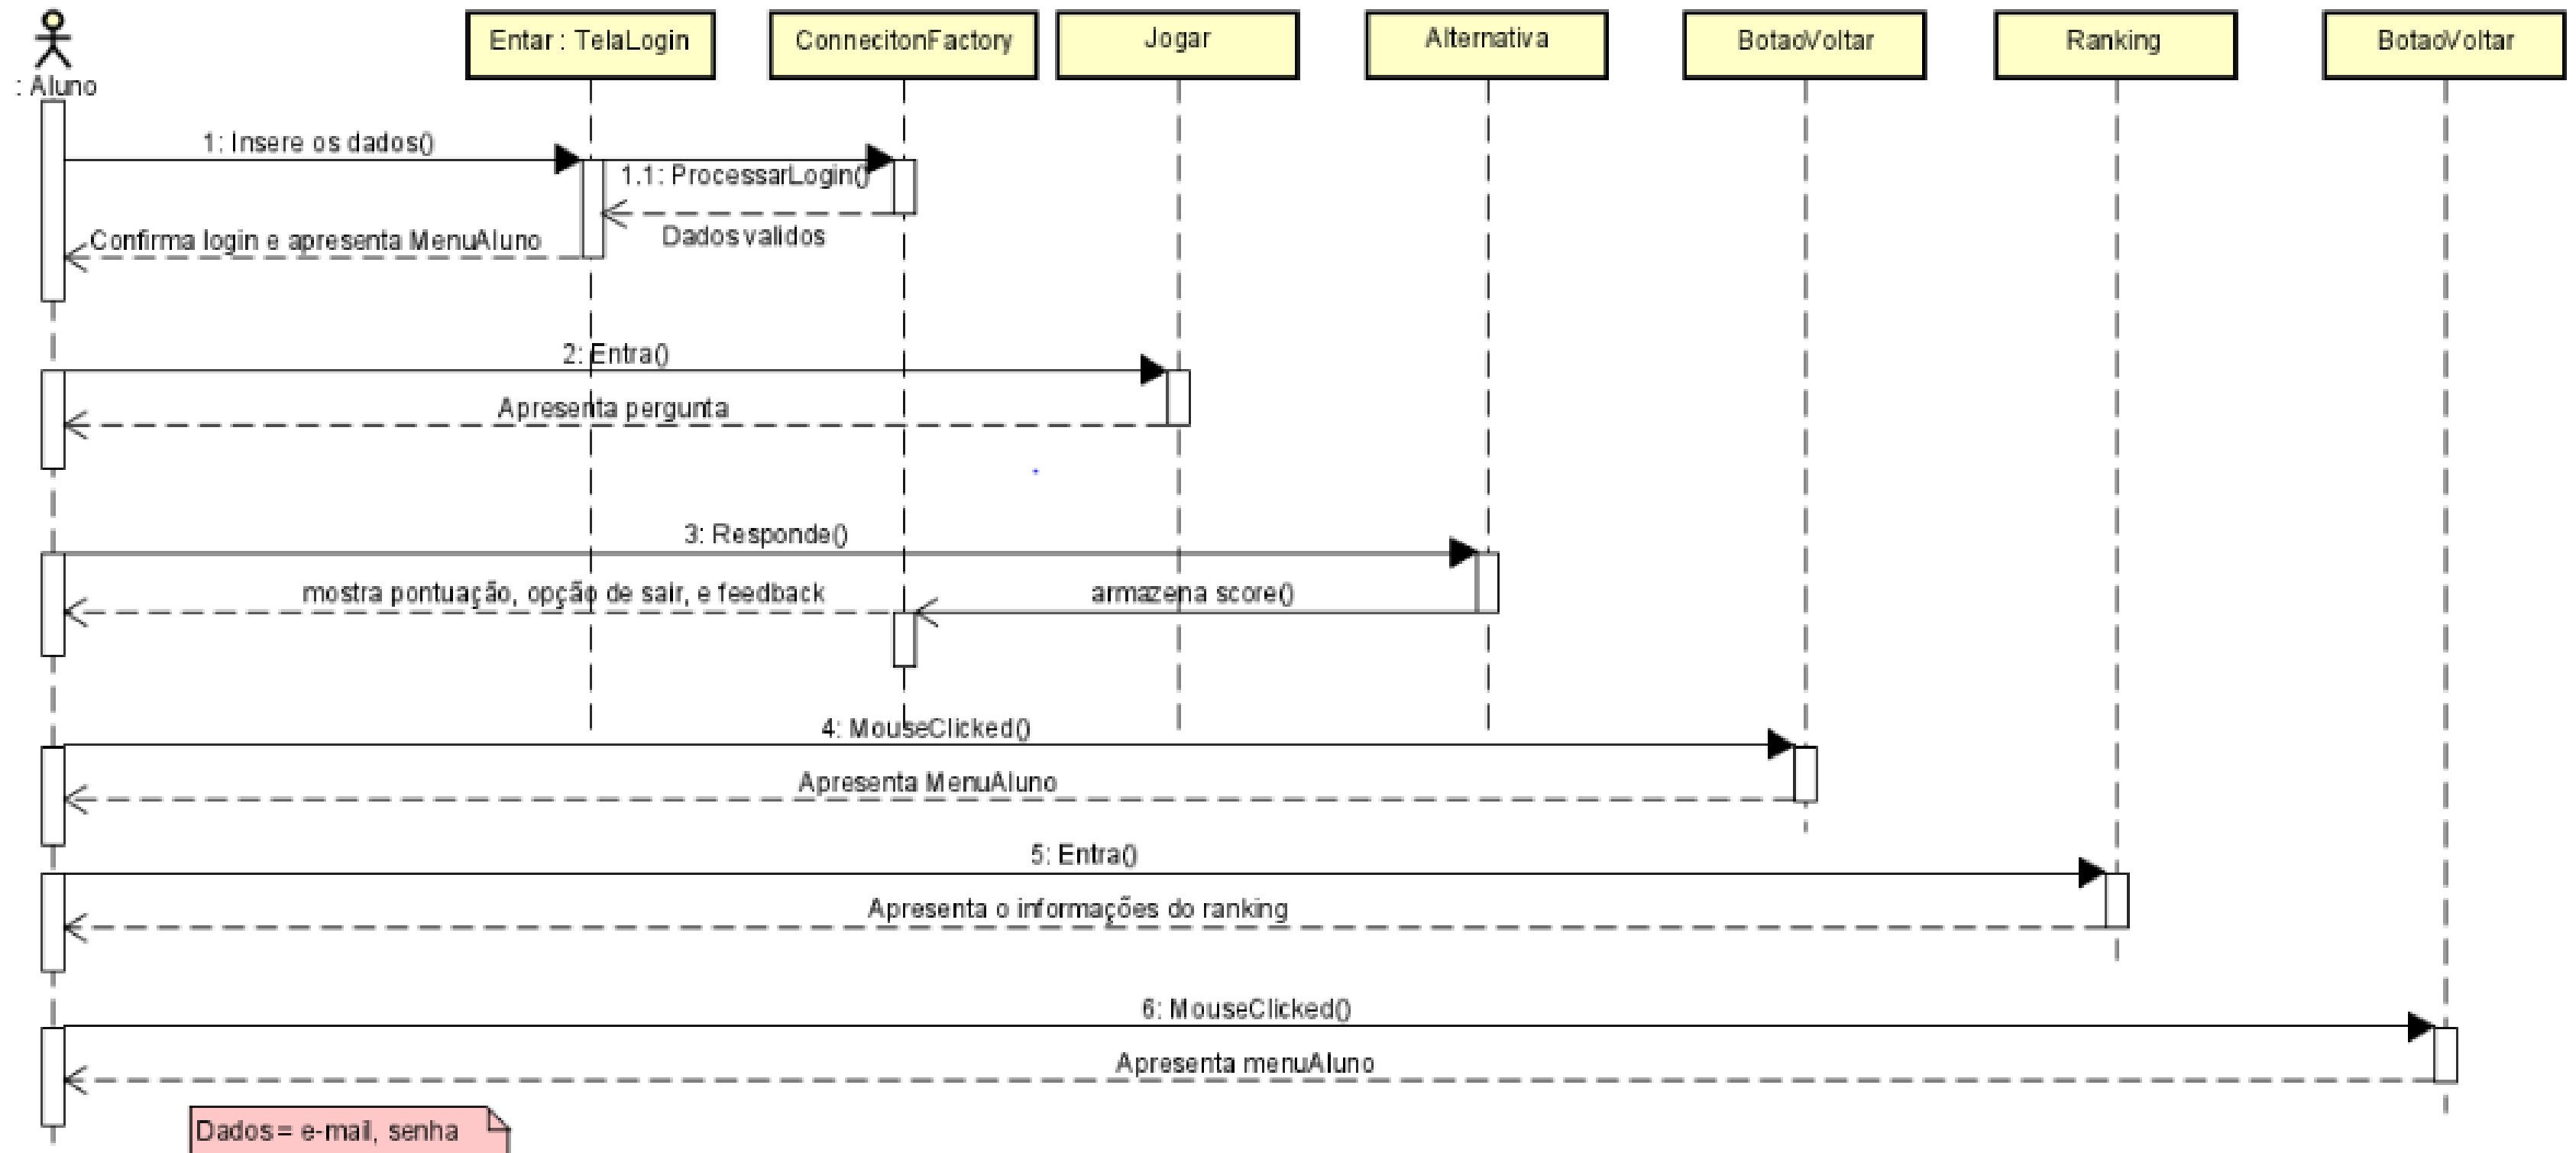 : Aluno
Entar : TelaLogin
ConnecitonFactory
Jogar
Alternativa
BotaoVoltar
Ranking
BotaoVoltar
1: Insere os dados()
1.1: ProcessarLogin()
Dados validos
Confirma login e apresenta MenuAluno
2: Entra()
Apresenta pergunta
3: Responde()
mostra pontuação, opção de sair, e feedback
armazena score()
4: MouseClicked()
Apresenta MenuAluno
5: Entra()
Apresenta o informações do ranking
6: MouseClicked()
Apresenta menuAluno
Dados= e-mail, senha